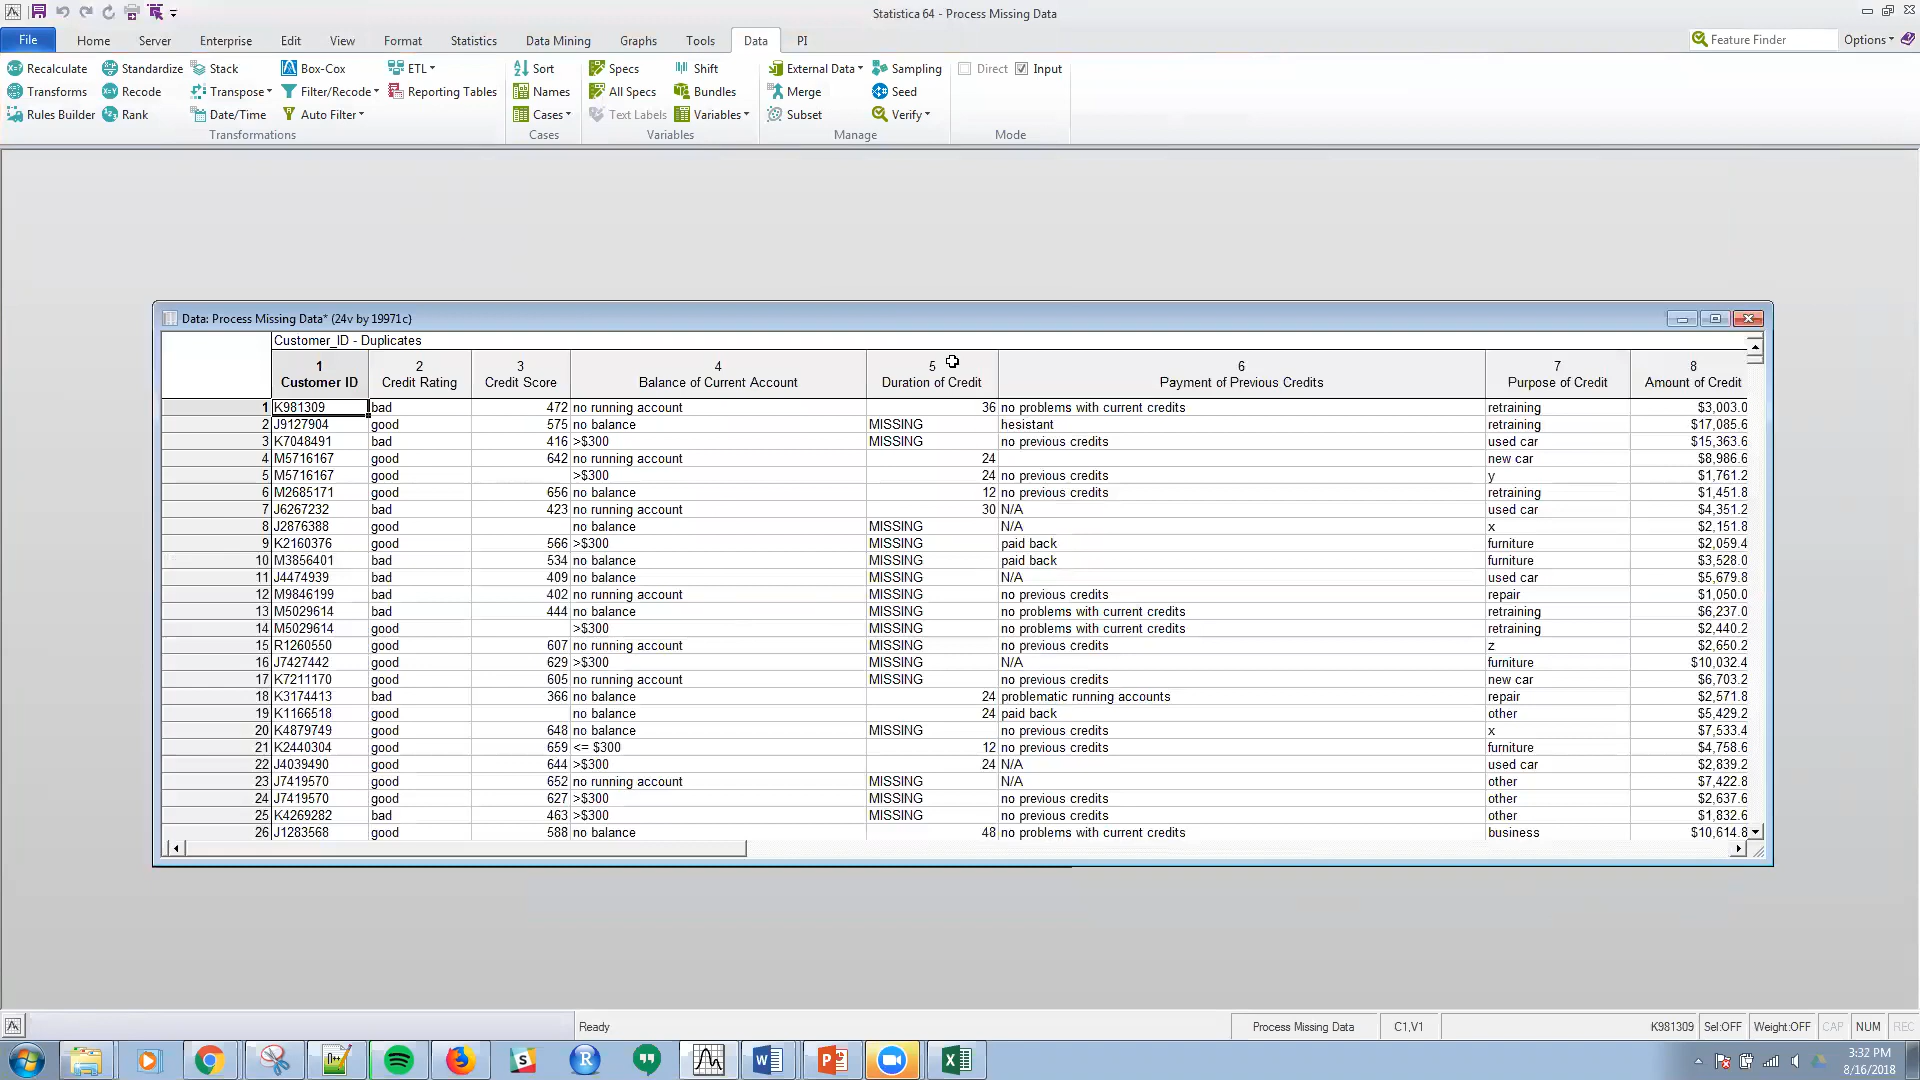 Statistica 64 - Process Missing Data
File Home Server Enterprise Edit View Format Statistics Data Mining Graphs Tools Data PI Feature Finder Options
Recalculate Standardize Stack Box-Cox ETL Sort Specs Shift External Data Sampling Direct Input
Transforms Recode Transpose Filter/Recode Reporting Tables Names All Specs Bundles Merge Seed
Rules Builder Rank Date/Time Auto Filter Cases Text Labels Variables Subset Verify
Transformations Cases Variables Manage Mode
Data: Process Missing Data* (24v by 19971c)
Customer_ID - Duplicates
1 2 3 4 5 6 7 8
Customer ID Credit Rating Credit Score Balance of Current Account Duration of Credit Payment of Previous Credits Purpose of Credit Amount of Credit
1 K981309 bad 472 no running account 36 no problems with current credits retraining $3,003.0
2 J9127904 good 575 no balance MISSING hesistant retraining $17,085.6
3 K7048491 bad 416 >$300 MISSING no previous credits used car $15,363.6
4 M5716167 good 642 no running account 24 new car $8,986.6
5 M5716167 good >$300 24 no previous credits y $1,761.2
6 M2685171 good 656 no balance 12 no previous credits retraining $1,451.8
7 J6267232 bad 423 no running account 30 N/A used car $4,351.2
8 J2876388 good no balance MISSING N/A x $2,151.8
9 K2160376 good 566 >$300 MISSING paid back furniture $2,059.4
10 M3856401 bad 534 no balance MISSING paid back furniture $3,528.0
11 J4474939 bad 409 no balance MISSING N/A used car $5,679.8
12 M9846199 bad 402 no running account MISSING no previous credits repair $1,050.0
13 M5029614 bad 444 no balance MISSING no problems with current credits retraining $6,237.0
14 M5029614 good >$300 MISSING no problems with current credits retraining $2,440.2
15 R1260550 good 607 no running account MISSING no previous credits z $2,650.2
16 J7427442 good 629 >$300 MISSING N/A furniture $10,032.4
17 K7211170 good 605 no running account MISSING no previous credits new car $6,703.2
18 K3174413 bad 366 no balance 24 problematic running accounts repair $2,571.8
19 K1166518 good no balance 24 paid back other $5,429.2
20 K4879749 good 648 no balance MISSING no previous credits x $7,533.4
21 K2440304 good 659 <= $300 12 no previous credits furniture $4,758.6
22 J4039490 good 644 >$300 24 N/A used car $2,839.2
23 J7419570 good 652 no running account MISSING N/A other $7,422.8
24 J7419570 good 627 >$300 MISSING no previous credits other $2,637.6
25 K4269282 bad 463 >$300 MISSING no previous credits other $1,832.6
26 J1283568 good 588 no balance 48 no problems with current credits business $10,614.8
Ready Process Missing Data C1,V1 K981309 Sel:OFF Weight:OFF CAP NUM REC
3:32 PM
8/16/2018